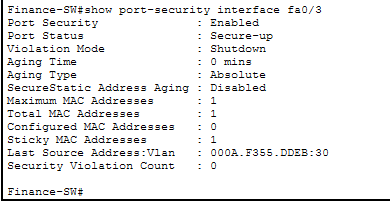 Finance-SW#show port-security interface fa0/3
Port Security              : Enabled
Port Status                : Secure-up
Violation Mode             : Shutdown
Aging Time                 : 0 mins
Aging Type                 : Absolute
SecureStatic Address Aging : Disabled
Maximum MAC Addresses      : 1
Total MAC Addresses        : 1
Configured MAC Addresses   : 0
Sticky MAC Addresses       : 1
Last Source Address:Vlan   : 000A.F355.DDEB:30
Security Violation Count   : 0
Finance-SW#